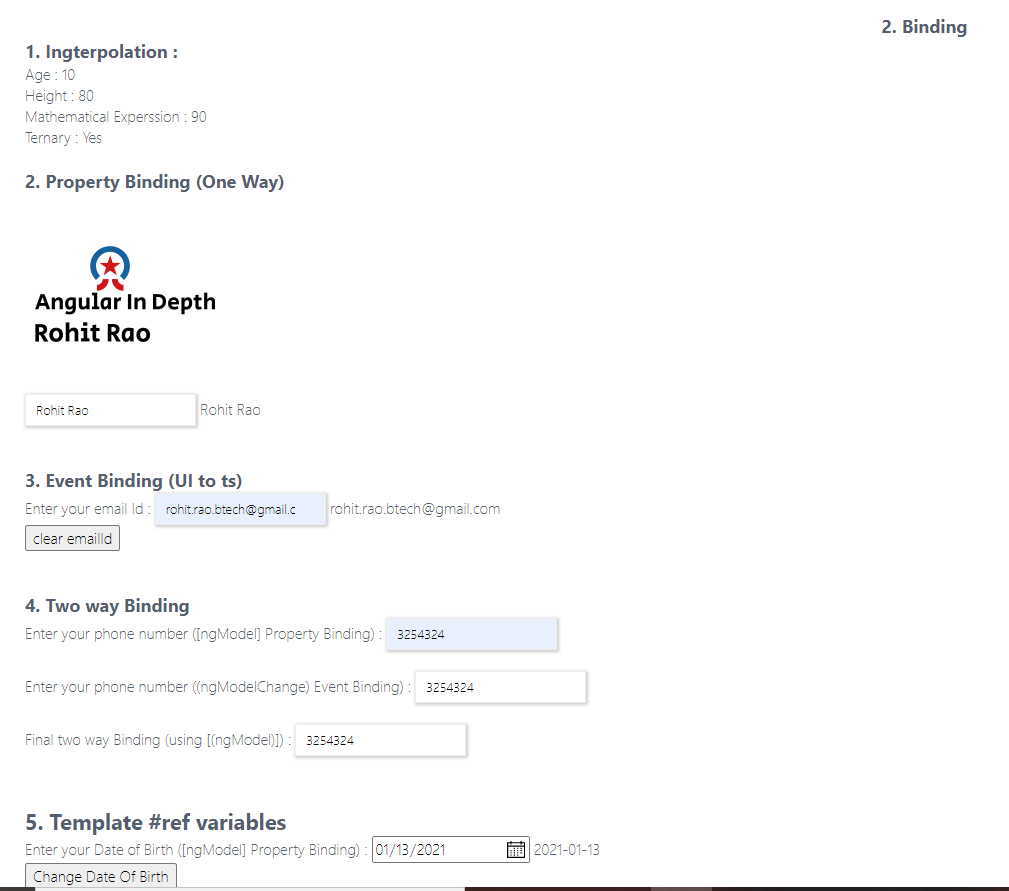 2. Binding
1. Ingterpolation :
Age : 10
Height : 80
Mathematical Experssion : 90
Ternary : Yes
2. Property Binding (One Way)
Angular In Depth
Rohit Rao
Rohit Rao Rohit Rao
3. Event Binding (UI to ts)
Enter your email Id : rohit.rao.btech@gmail.c rohit.rao.btech@gmail.com
clear emailId
4. Two way Binding
Enter your phone number ([ngModel] Property Binding) : 3254324
Enter your phone number ((ngModelChange) Event Binding) : 3254324
Final two way Binding (using [(ngModel)]) : 3254324
5. Template #ref variables
Enter your Date of Birth ([ngModel] Property Binding) : 01/13/2021 2021-01-13
Change Date Of Birth